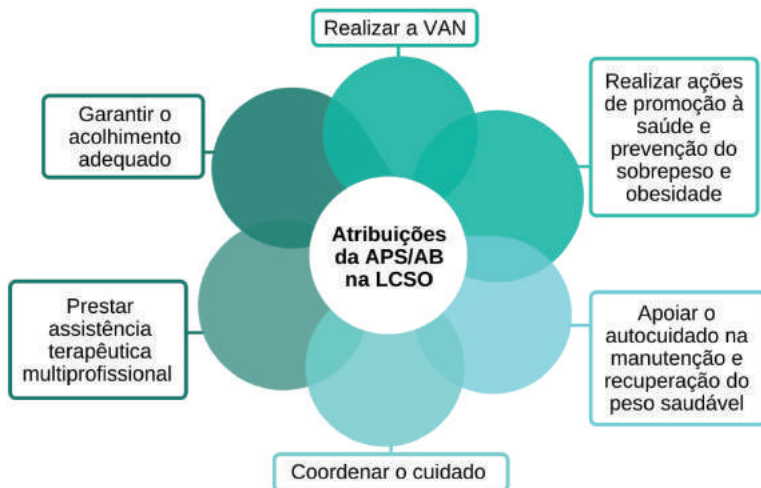 Realizar a VAN
Realizar ações
de promoção à
saúde e
prevenção do
sobrepeso e
obesidade
Apoiar o
autocuidado na
manutenção e
recuperação do
peso saudável
Coordenar o cuidado
Prestar
assistência
terapêutica
multiprofissional
Garantir o
acolhimento
adequado
Atribuições
da APS/AB
na LCSO